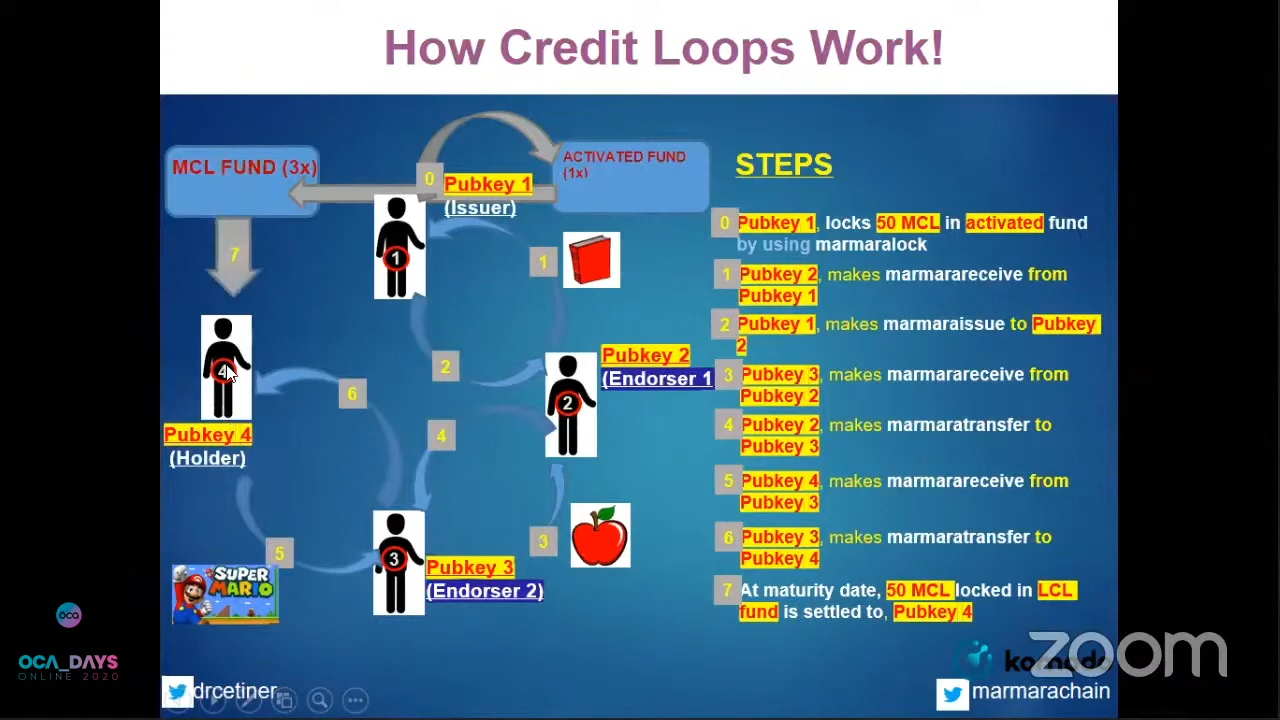 How Credit Loops Work!
MCL FUND (3x)
ACTIVATED FUND
(1x)
0
Pubkey 1
(Issuer)
7
1
1
2
Pubkey 2
(Endorser 1
2
4
6
4
Pubkey 4
(Holder)
3
3
5
Pubkey 3
(Endorser 2)
SUPER
MARIO
STEPS
0 Pubkey 1, locks 50 MCL in activated fund
by using marmaralock
1 Pubkey 2, makes marmarareceive from
Pubkey 1
2 Pubkey 1, makes marmaraissue to Pubkey
2
3 Pubkey 3, makes marmarareceive from
Pubkey 2
4 Pubkey 2, makes marmaratransfer to
Pubkey 3
5 Pubkey 4, makes marmarareceive from
Pubkey 3
6 Pubkey 3, makes marmaratransfer to
Pubkey 4
7 At maturity date, 50 MCL locked in LCL
fund is settled to, Pubkey 4
oca
OCA_DAYS
ONLINE 2020
drcetiner
komodo
zoom
marmarachain